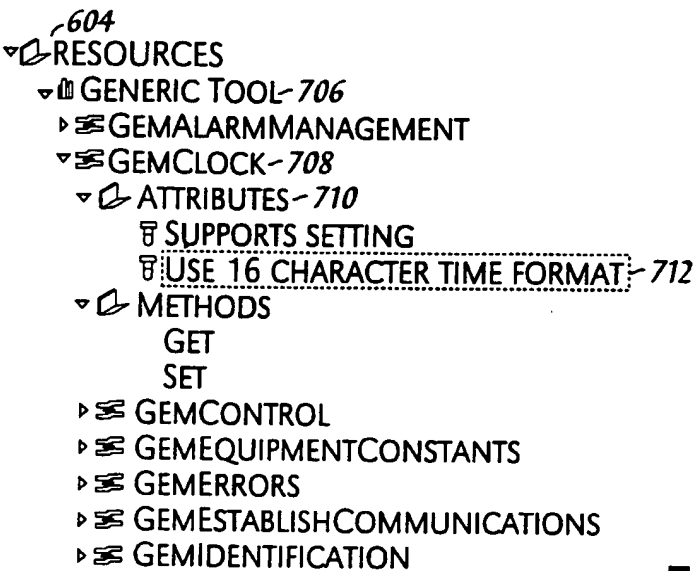 604
RESOURCES
GENERIC TOOL 706
GEMALARMMANAGEMENT
GEMCLOCK 708
ATTRIBUTES 710
SUPPORTS SETTING
USE 16 CHARACTER TIME FORMAT 712
METHODS
GET
SET
GEMCONTROL
GEMEQUIPMENTCONSTANTS
GEMERRORS
GEMESTABLISHCOMMUNICATIONS
GEMIDENTIFICATION